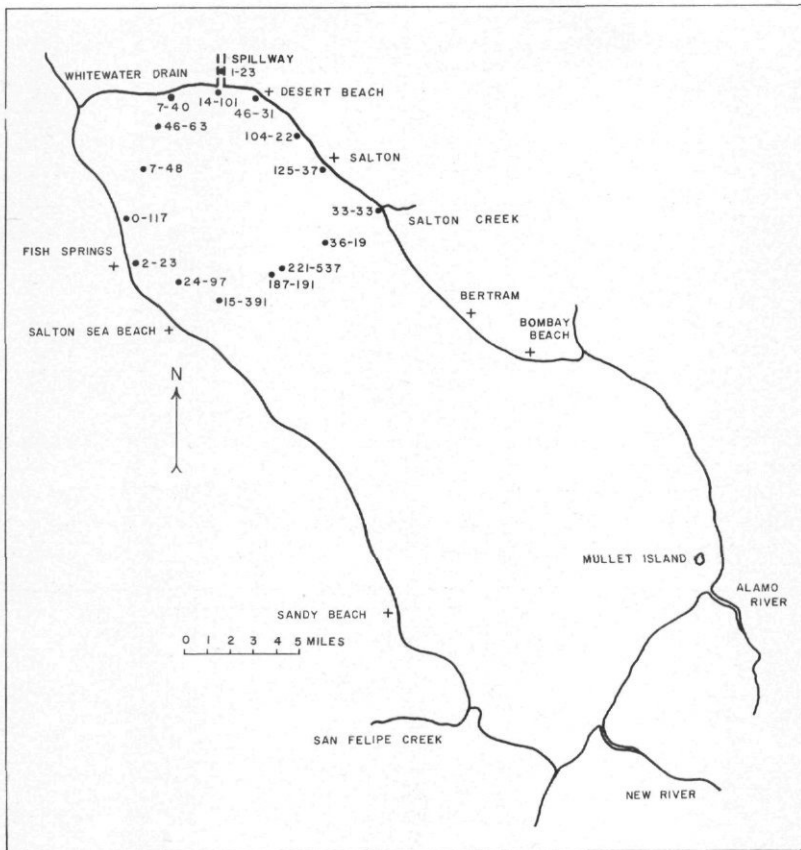 SPILLWAY
1-23
WHITEWATER DRAIN
DESERT BEACH
7-40
14-101
46-31
46-63
104-22
SALTON
7-48
125-37
33-33
SALTON CREEK
0-117
36-19
FISH SPRINGS
2-23
221-537
24-97
187-191
15-391
BERTRAM
SALTON SEA BEACH
BOMBAY
BEACH
N
MULLET ISLAND
ALAMO
RIVER
SANDY BEACH
0 1 2 3 4 5 MILES
SAN FELIPE CREEK
NEW RIVER